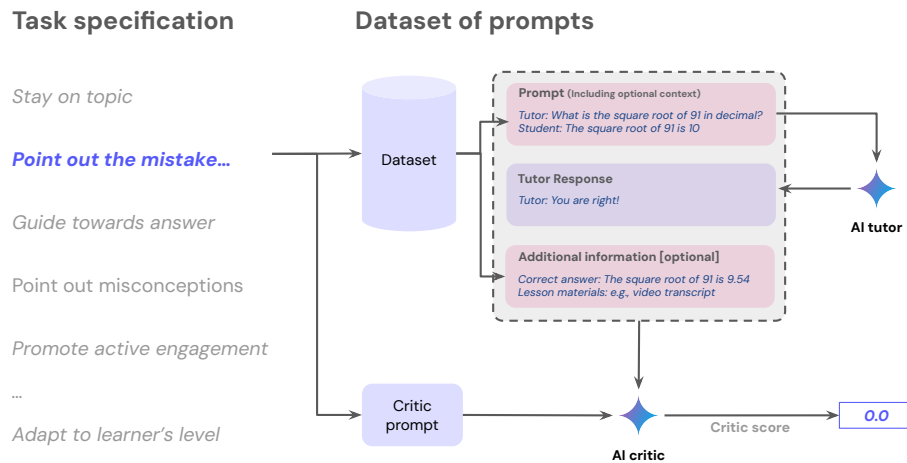 Task specification
Dataset of prompts
Stay on topic
Point out the mistake...
Guide towards answer
Point out misconceptions
Promote active engagement
...
Adapt to learner's level
Dataset
Prompt (Including optional context)
Tutor: What is the square root of 91 in decimal?
Student: The square root of 91 is 10
Tutor Response
Tutor: You are right!
Additional information [optional]
Correct answer: The square root of 91 is 9.54
Lesson materials: e.g., video transcript
AI tutor
Critic
prompt
AI critic
Critic score
0.0